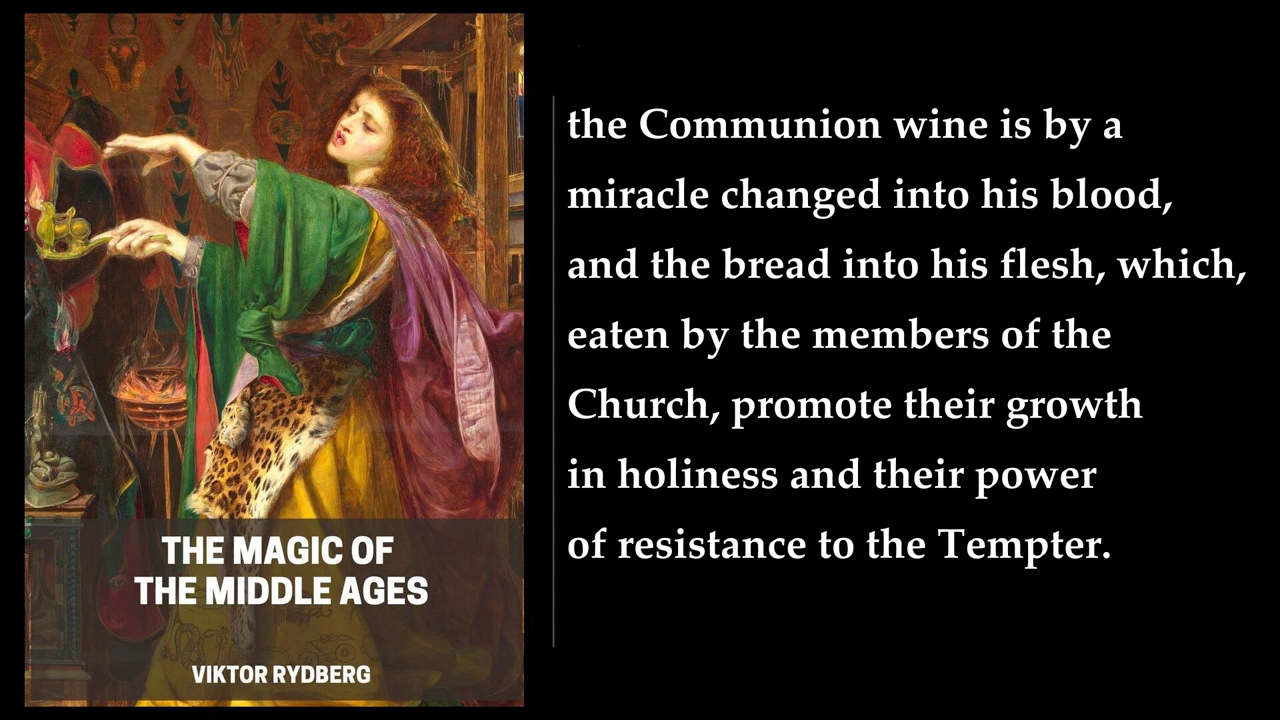 THE MAGIC OF
THE MIDDLE AGES
VIKTOR RYDBERG
the Communion wine is by a
miracle changed into his blood,
and the bread into his flesh, which,
eaten by the members of the
Church, promote their growth
in holiness and their power
of resistance to the Tempter.